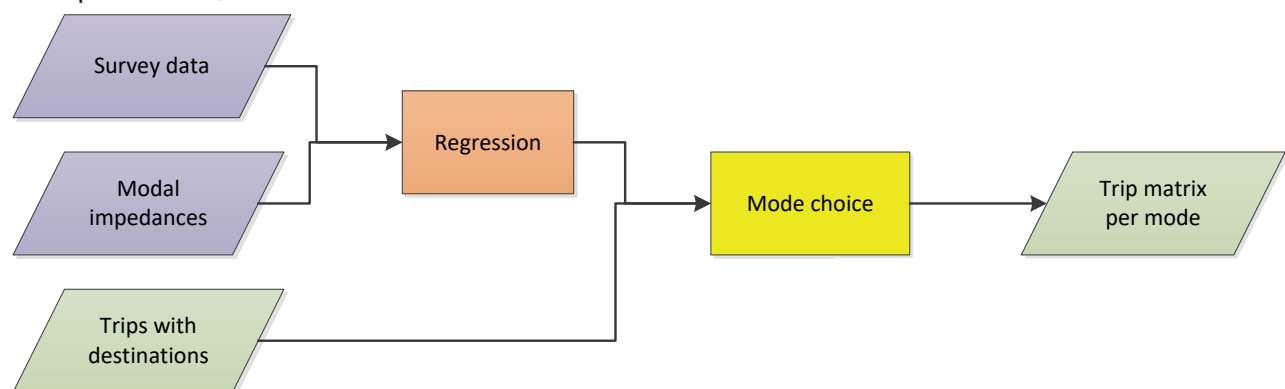 Survey data
Regression
Modal
impedances
Mode choice
Trip matrix
per mode
Trips with
destinations